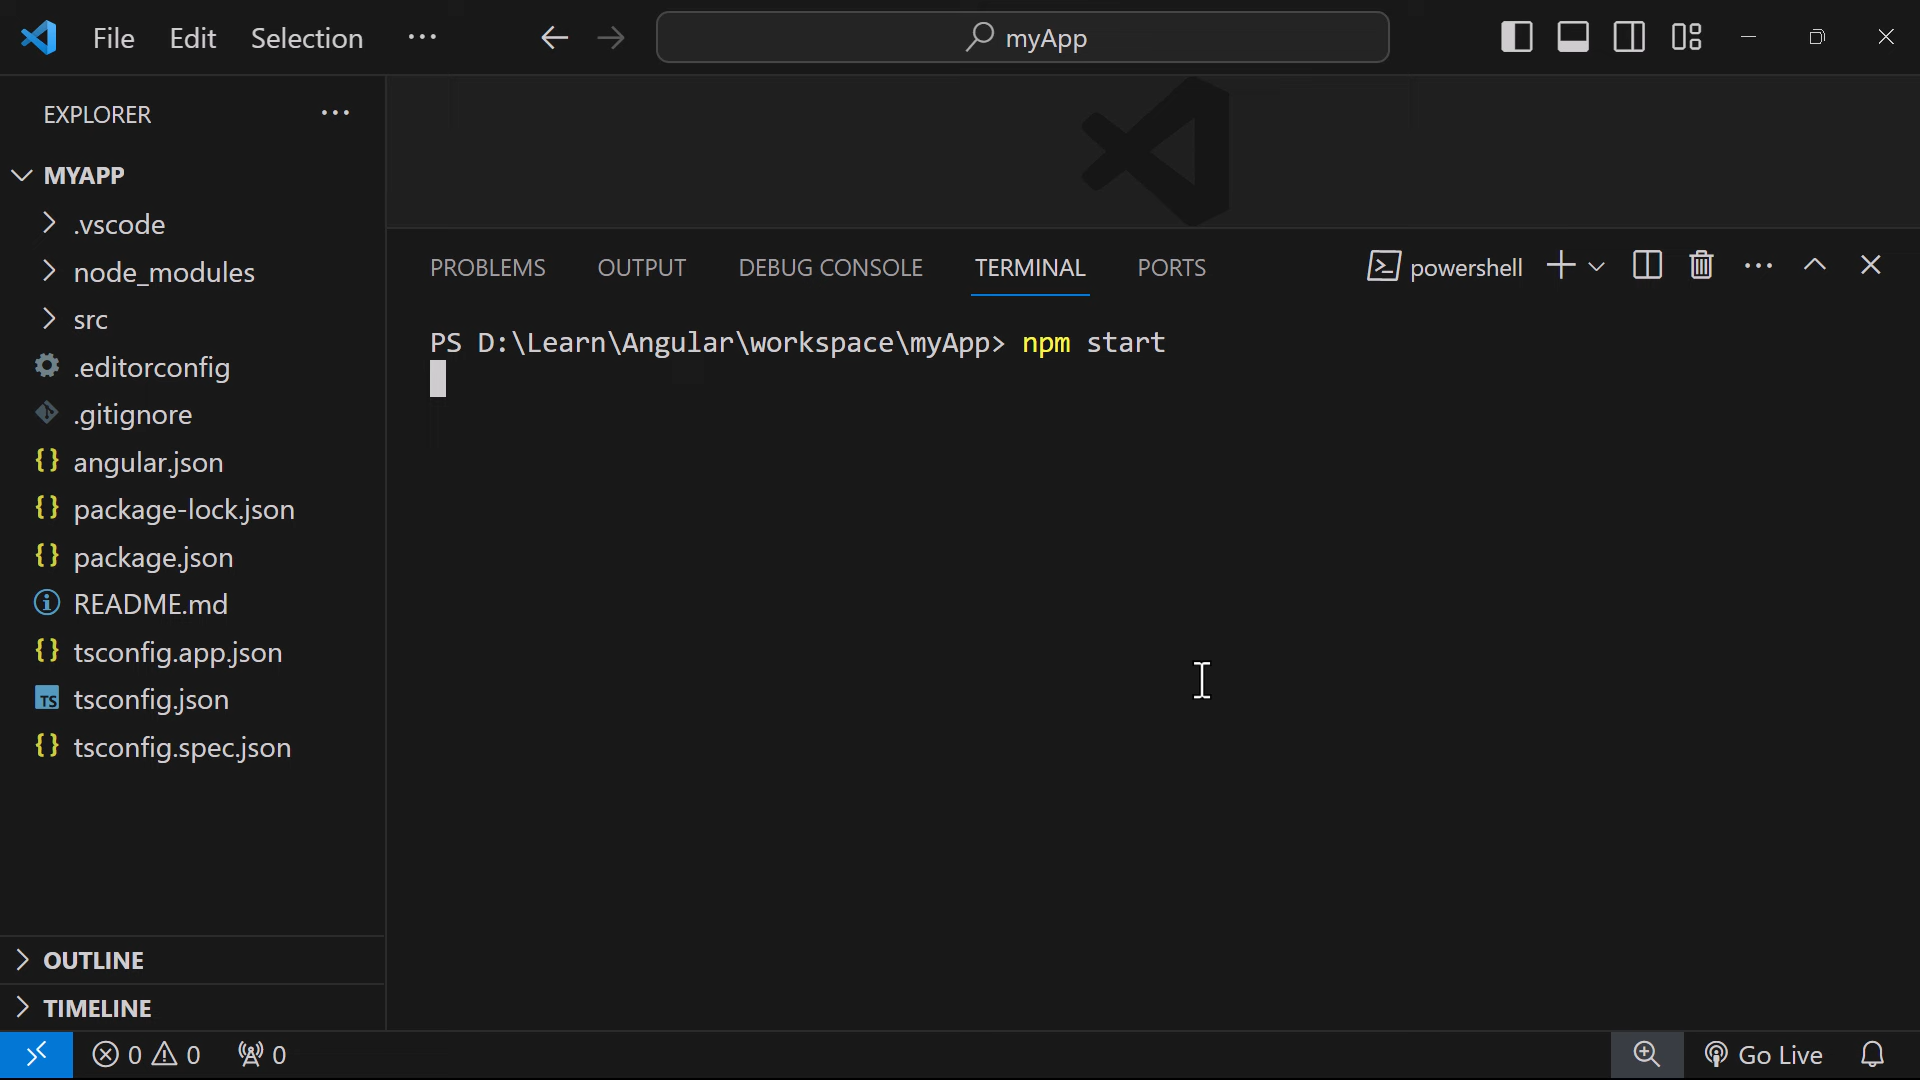 File Edit Selection ···
myApp
EXPLORER ···
MYAPP
.vscode
node_modules
src
.editorconfig
.gitignore
{} angular.json
{} package-lock.json
{} package.json
README.md
{} tsconfig.app.json
TS tsconfig.json
{} tsconfig.spec.json
OUTLINE
TIMELINE
PROBLEMS OUTPUT DEBUG CONSOLE TERMINAL PORTS powershell
PS D:\Learn\Angular\workspace\myApp> npm start
0 0 0 Go Live